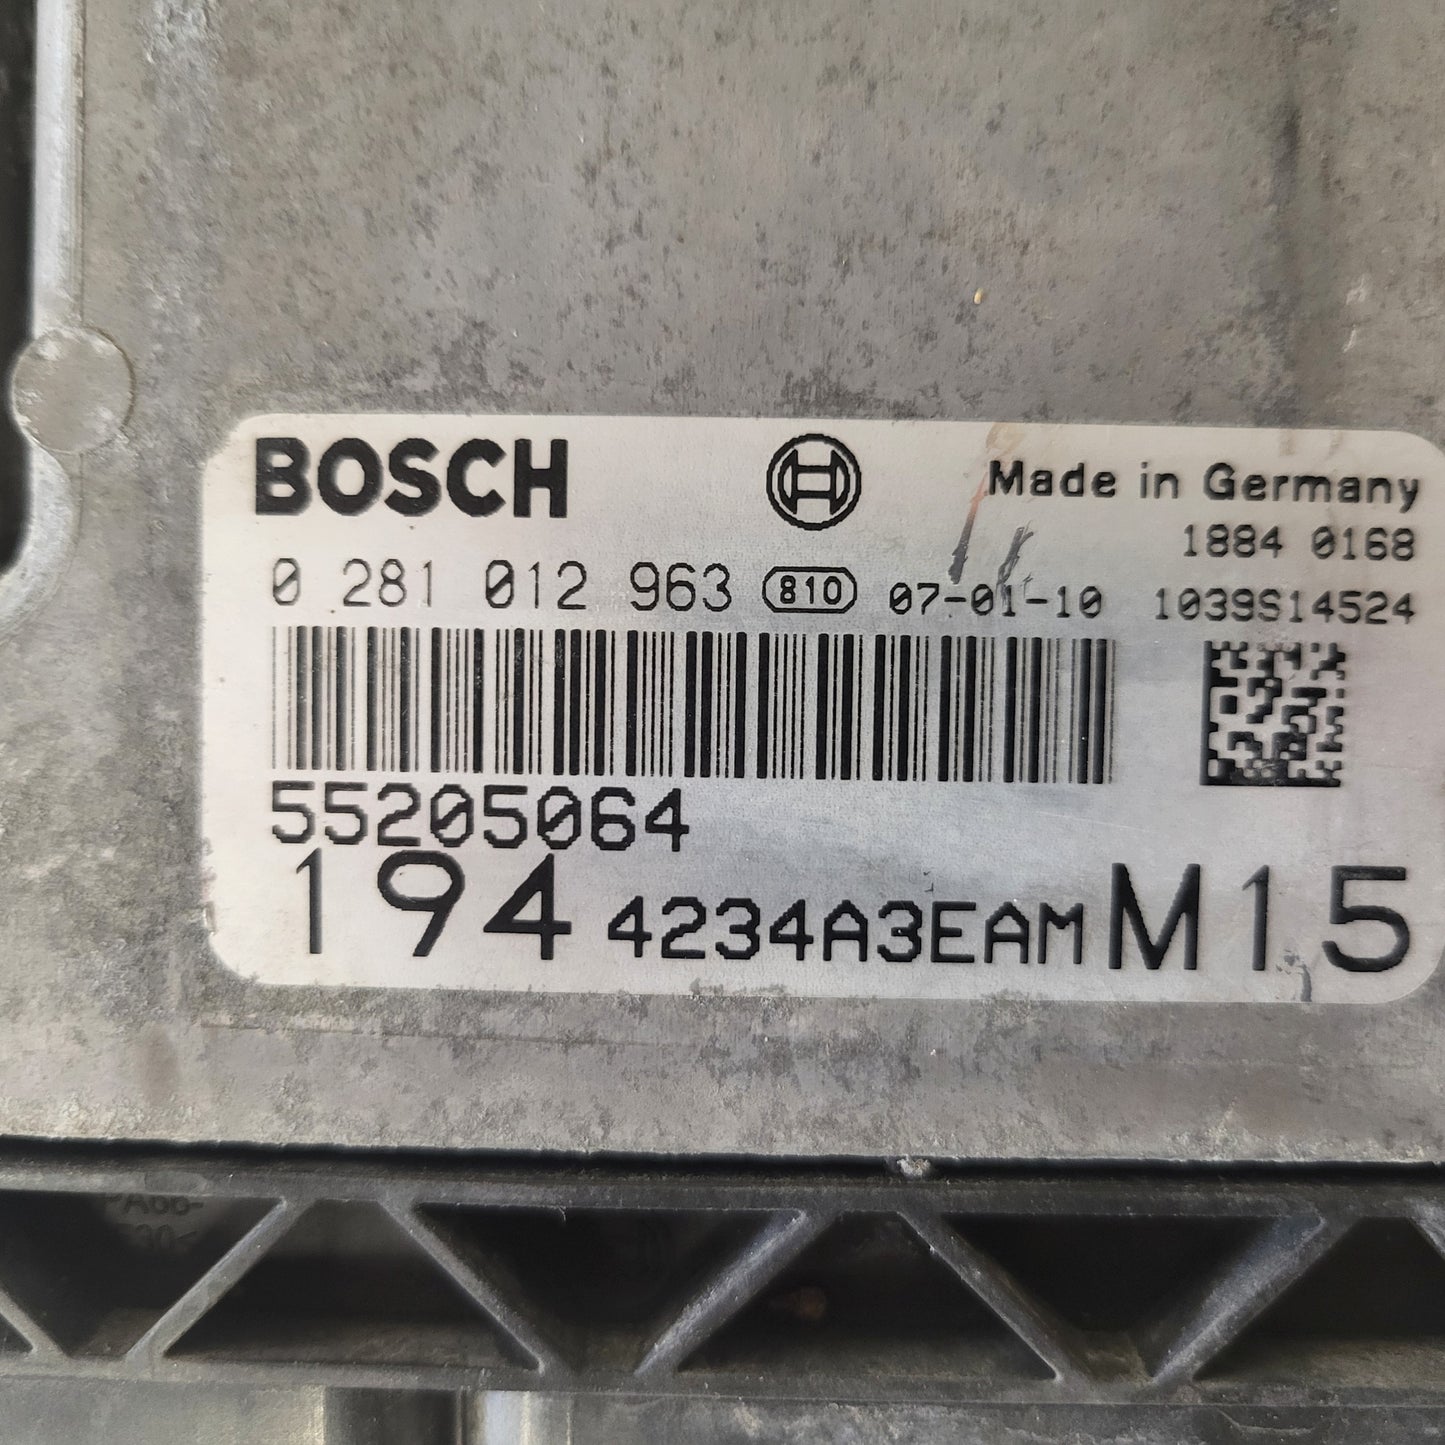 BOSCH
Made in Germany
1884 0168
0 281 012 963 810 07-01-10 1039S14524
55205064
194 4234A3EAM M15